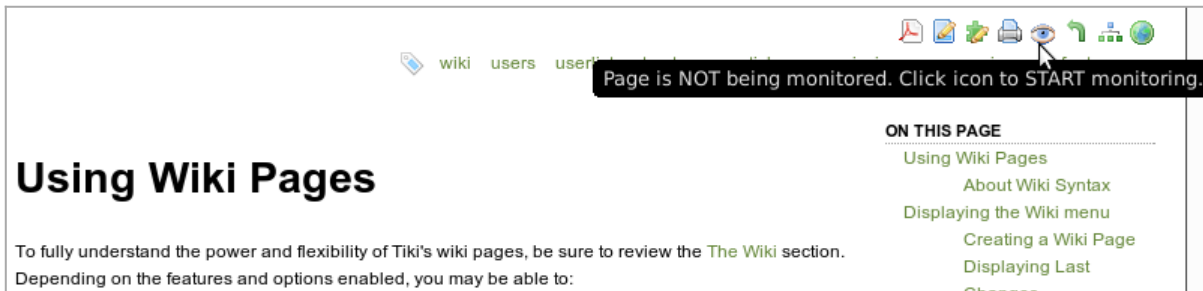 wiki users
Page is NOT being monitored. Click icon to START monitoring.
ON THIS PAGE
Using Wiki Pages
About Wiki Syntax
Displaying the Wiki menu
Creating a Wiki Page
Displaying Last
Using Wiki Pages
To fully understand the power and flexibility of Tiki's wiki pages, be sure to review the The Wiki section.
Depending on the features and options enabled, you may be able to: